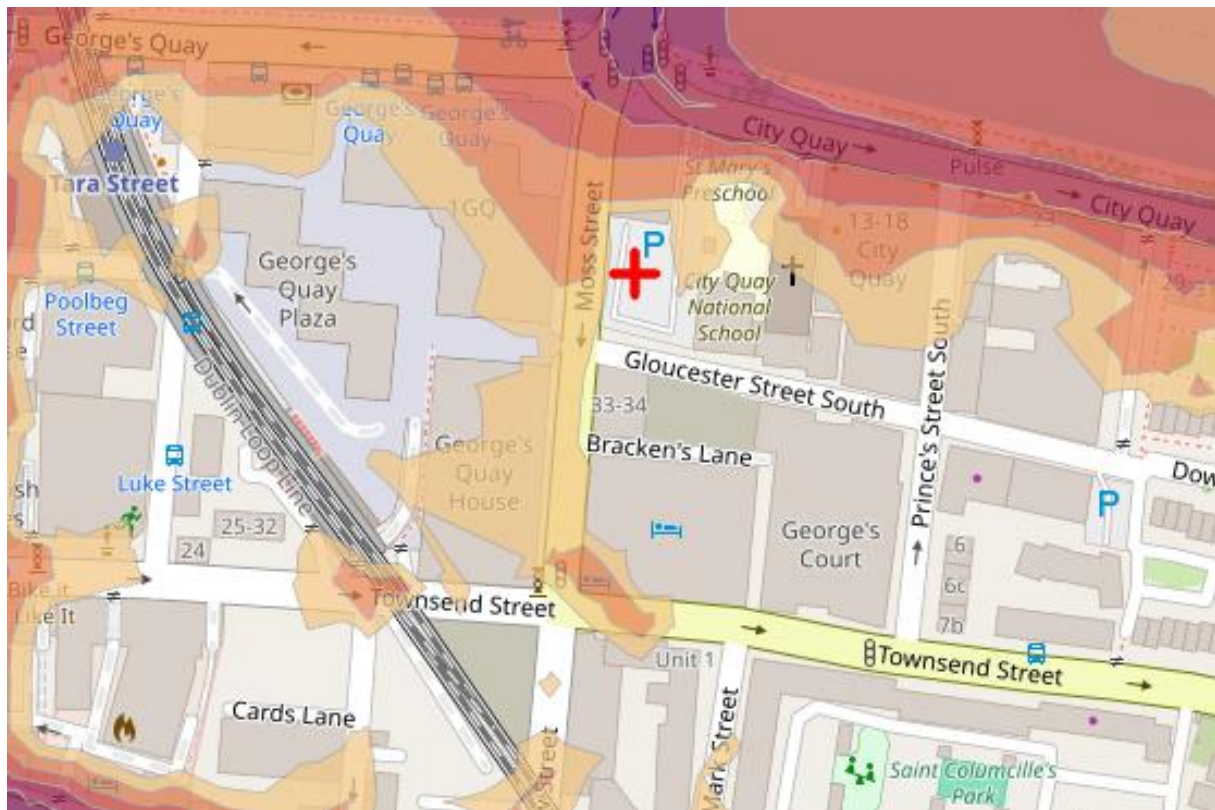 George's Quay
George's
Quay
George's
Quay
George's
Quay
City Quay
Pulse
City Quay
St Mary's
Preschool
Tara Street
1GQ
Moss Street
P
13-18
City
Quay
23
George's
Quay
Plaza
City Quay
National
School
Poolbeg
Street
Gloucester Street South
Prince's Street South
Dublin Loop Line
33-34
Bracken's Lane
George's
Quay
House
Luke Street
25-32
24
George's
Court
P
6
6c
7b
Bike it
Like It
Townsend Street
Unit 1
Townsend Street
Cards Lane
Mark Street
Street
Saint Columcille's
Park